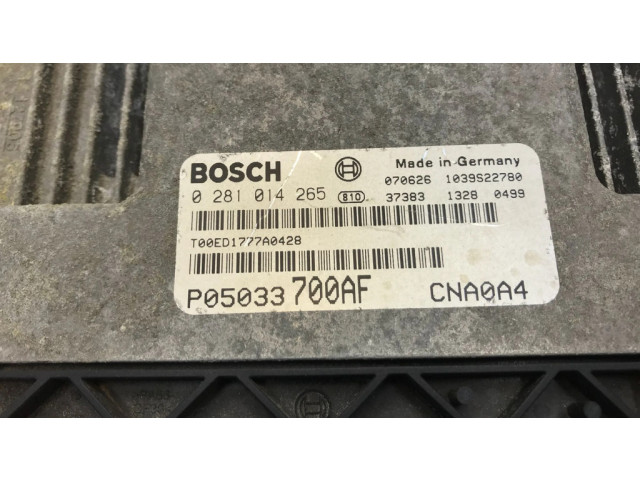 BOSCH Made in Germany
070626 1039S22780
0 281 014 265 810 37383 1328 0499
T00ED1777A0428
P05033700AF CNA0A4